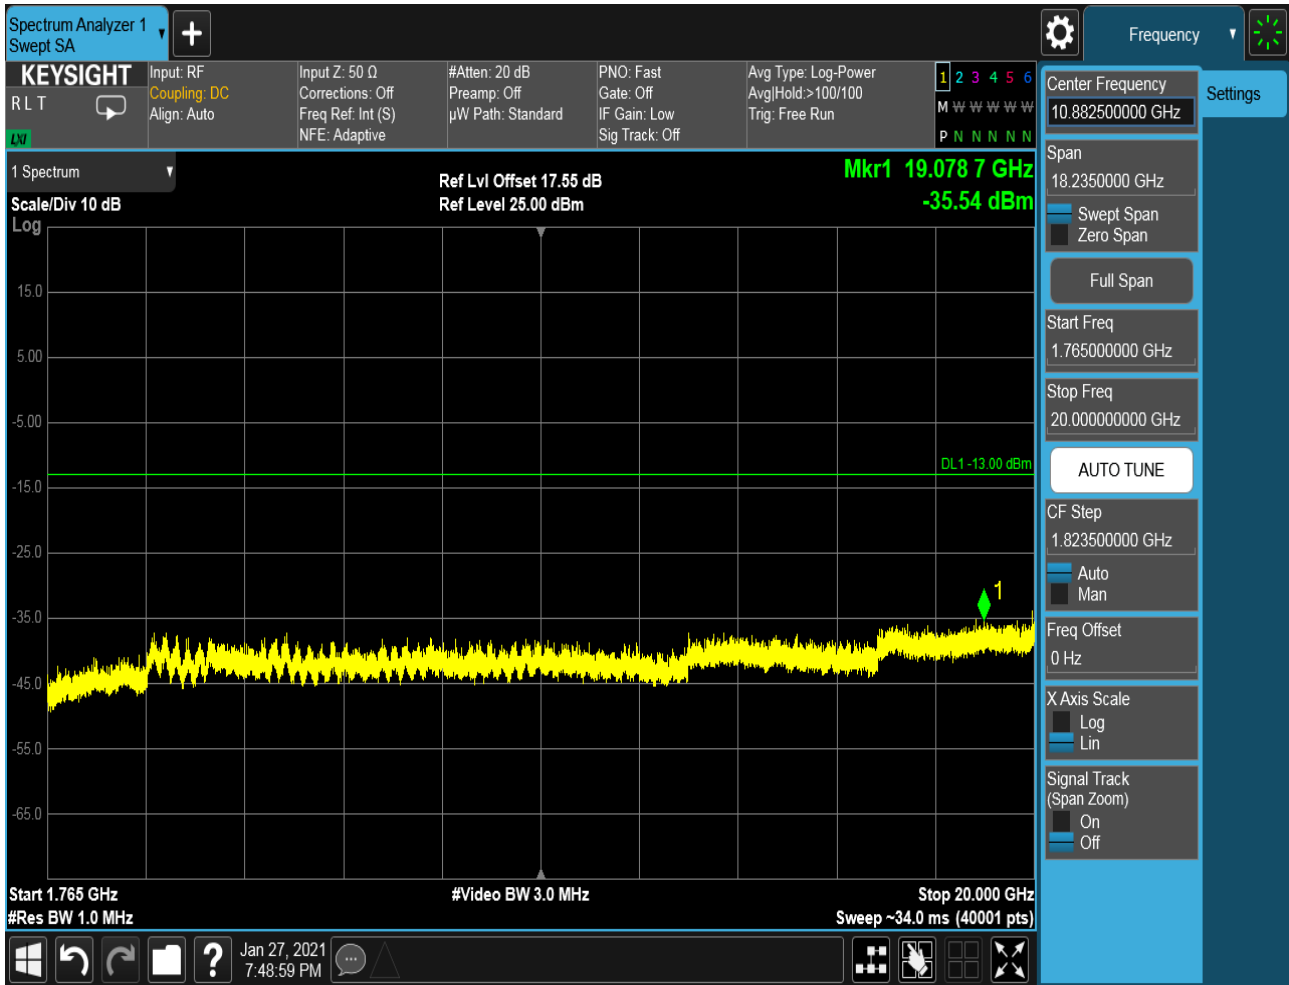 Spectrum Analyzer 1
Swept SA
+
Frequency
KEYSIGHT
R L T
LXI
Input: RF
Coupling: DC
Align: Auto
Input Z: 50 Ω
Corrections: Off
Freq Ref: Int (S)
NFE: Adaptive
#Atten: 20 dB
Preamp: Off
µW Path: Standard
PNO: Fast
Gate: Off
IF Gain: Low
Sig Track: Off
Avg Type: Log-Power
Avg|Hold:>100/100
Trig: Free Run
1 2 3 4 5 6
M W W W W W
P N N N N N
1 Spectrum
Scale/Div 10 dB
Log
Ref Lvl Offset 17.55 dB
Ref Level 25.00 dBm
Mkr1 19.078 7 GHz
-35.54 dBm
15.0
5.00
-5.00
DL1 -13.00 dBm
-15.0
-25.0
1
-35.0
-45.0
-55.0
-65.0
Start 1.765 GHz
#Video BW 3.0 MHz
Stop 20.000 GHz
#Res BW 1.0 MHz
Sweep ~34.0 ms (40001 pts)
?
Jan 27, 2021
7:48:59 PM
Center Frequency
10.882500000 GHz
Settings
Span
18.2350000 GHz
Swept Span
Zero Span
Full Span
Start Freq
1.765000000 GHz
Stop Freq
20.000000000 GHz
AUTO TUNE
CF Step
1.823500000 GHz
Auto
Man
Freq Offset
0 Hz
X Axis Scale
Log
Lin
Signal Track
(Span Zoom)
On
Off